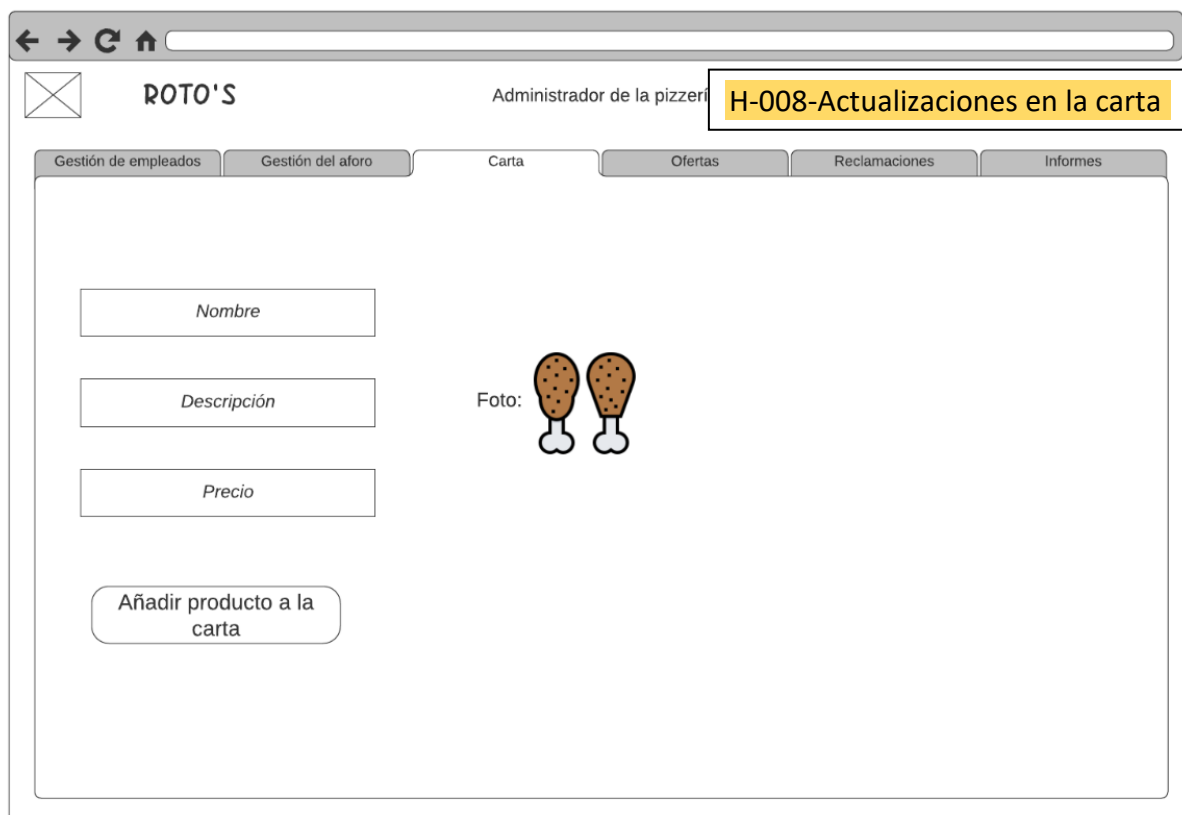 ROTO'S
Administrador de la pizzerí
H-008-Actualizaciones en la carta
Gestión de empleados
Gestión del aforo
Carta
Ofertas
Reclamaciones
Informes
Nombre
Descripción
Foto:
Precio
Añadir producto a la
carta